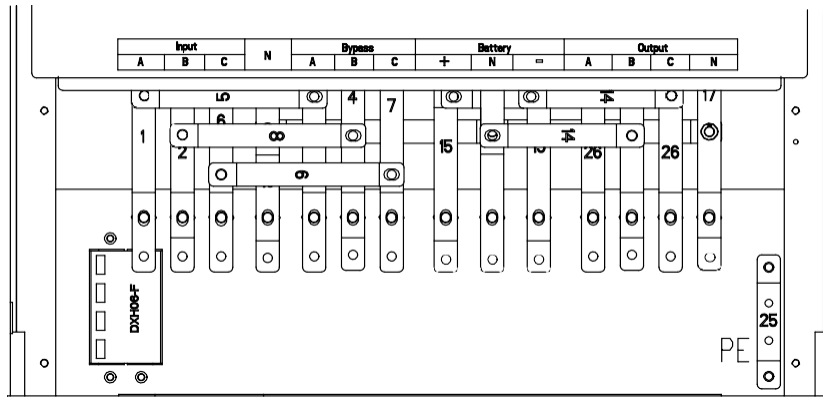 Input N Bypass Battery Output
A B C A B C + N - A B C N
5 4 14 17
6 7
1 8 14
2 15 26 26
9
DXH06-F
25
PE